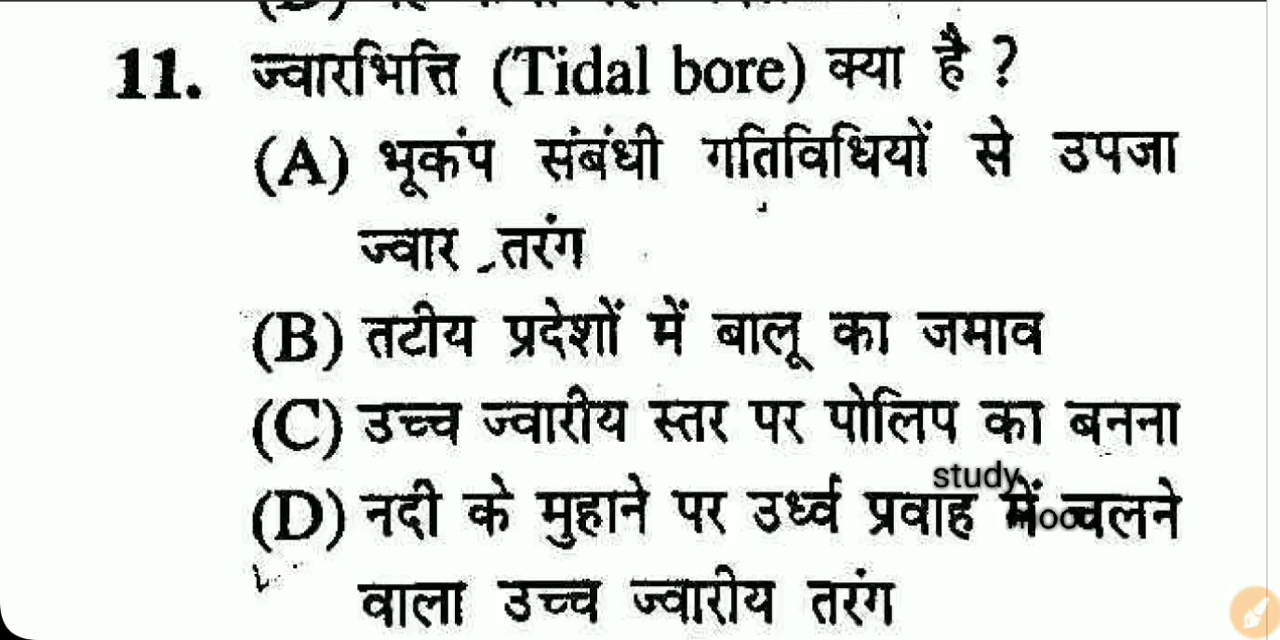 11. ज्वारभित्ति (Tidal bore) क्या है ?
(A) भूकंप संबंधी गतिविधियों से उपजा
ज्वार तरंग
(B) तटीय प्रदेशों में बालू का जमाव
(C) उच्च ज्वारीय स्तर पर पोलिप का बनना
study
(D) नदी के मुहाने पर उर्ध्व प्रवाह में चलने
वाला उच्च ज्वारीय तरंग